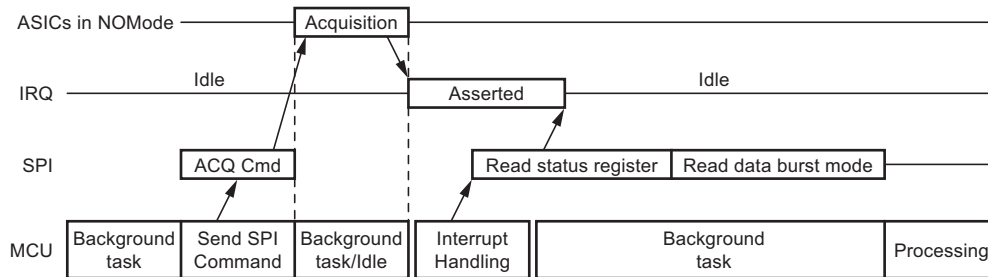 ASICs in NOMode
Acquisition
Idle
Idle
IRQ
Asserted
SPI
ACQ Cmd
Read status register
Read data burst mode
MCU
Background
task
Send SPI
Command
Background
task/Idle
Interrupt
Handling
Background
task
Processing